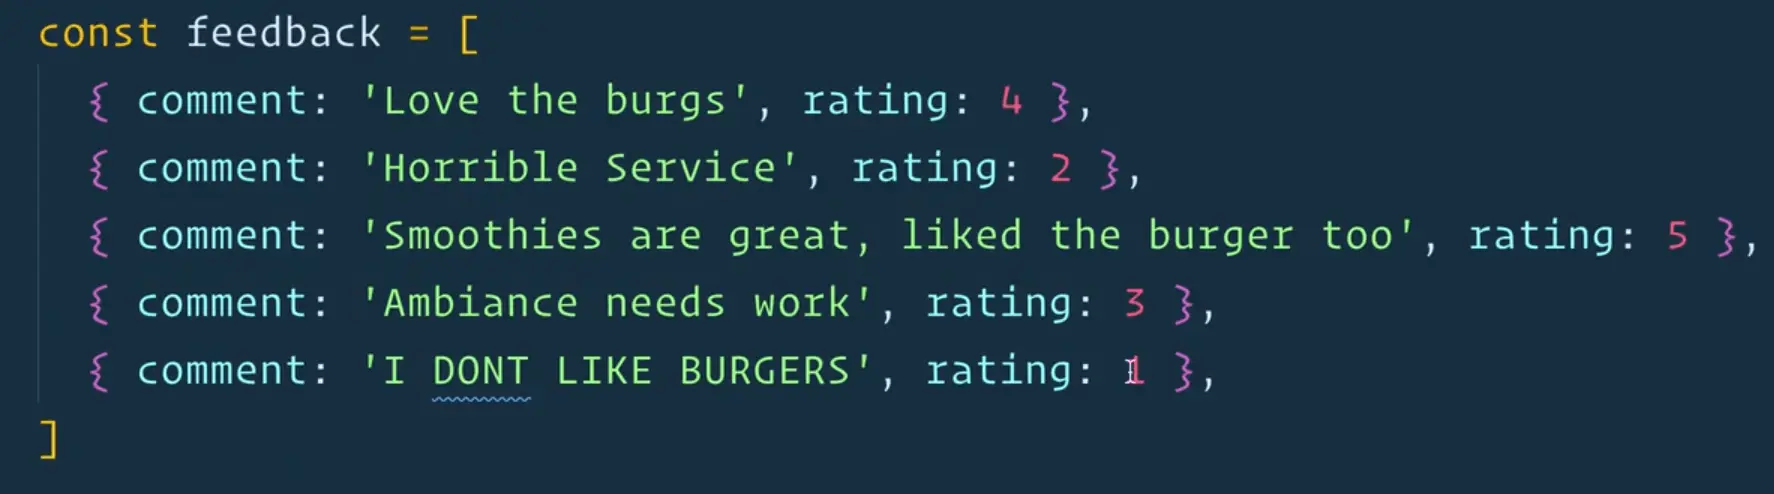 const feedback = [
{ comment: 'Love the burgs', rating: 4 },
{ comment: 'Horrible Service', rating: 2 },
{ comment: 'Smoothies are great, liked the burger too', rating: 5 },
{ comment: 'Ambiance needs work', rating: 3 },
{ comment: 'I DONT LIKE BURGERS', rating: 1 },
]